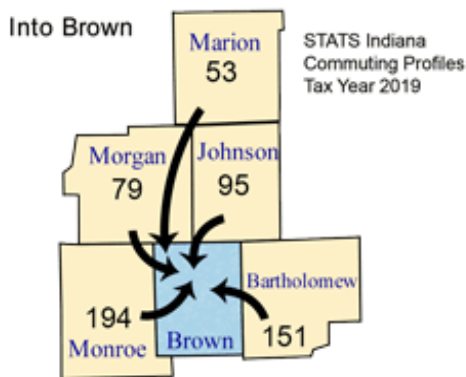 Into Brown
STATS Indiana
Commuting Profiles
Tax Year 2019
Marion
53
Morgan
79
Johnson
95
194
Monroe
Brown
Bartholomew
151